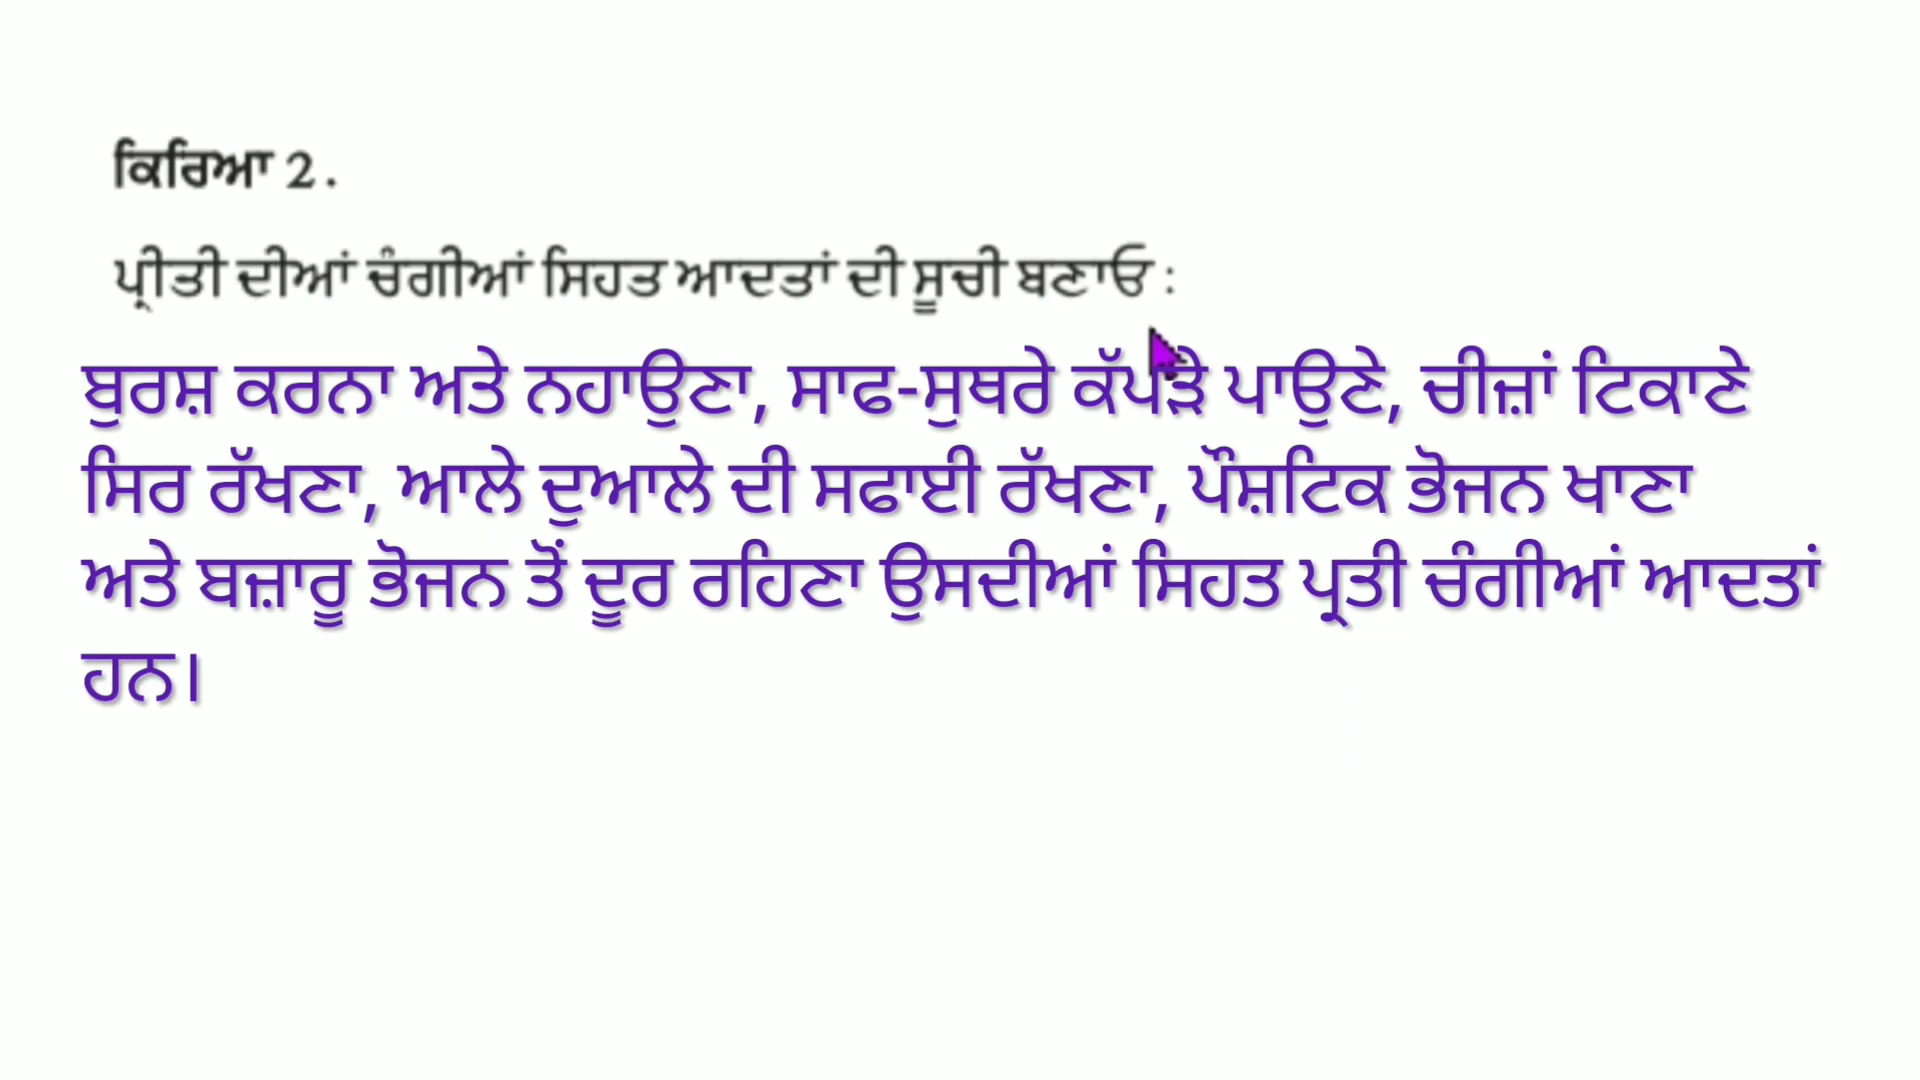 ਕਿਰਿਆ 2.
ਪ੍ਰੀਤੀ ਦੀਆਂ ਚੰਗੀਆਂ ਸਿਹਤ ਆਦਤਾਂ ਦੀ ਸੂਚੀ ਬਣਾਓ :
ਬੁਰਸ਼ ਕਰਨਾ ਅਤੇ ਨਹਾਉਣਾ, ਸਾਫ-ਸੁਥਰੇ ਕੱਪੜੇ ਪਾਉਣੇ, ਚੀਜ਼ਾਂ ਟਿਕਾਣੇ
ਸਿਰ ਰੱਖਣਾ, ਆਲੇ ਦੁਆਲੇ ਦੀ ਸਫਾਈ ਰੱਖਣਾ, ਪੌਸ਼ਟਿਕ ਭੋਜਨ ਖਾਣਾ
ਅਤੇ ਬਜ਼ਾਰੂ ਭੋਜਨ ਤੋਂ ਦੂਰ ਰਹਿਣਾ ਉਸਦੀਆਂ ਸਿਹਤ ਪ੍ਰਤੀ ਚੰਗੀਆਂ ਆਦਤਾਂ
ਹਨ।